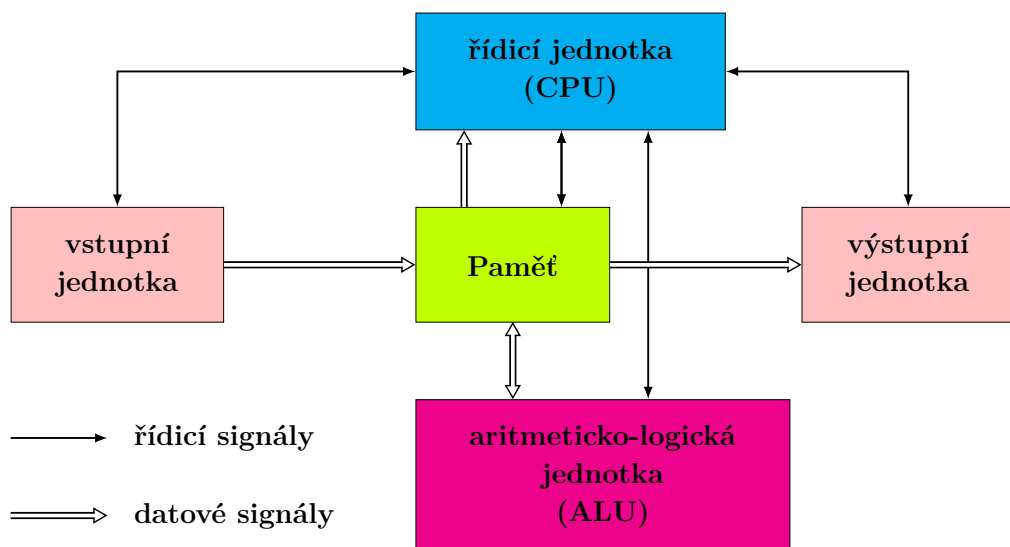 řídicí jednotka
(CPU)
vstupní
jednotka
Paměť
výstupní
jednotka
aritmeticko-logická
jednotka
(ALU)
řídicí signály
datové signály